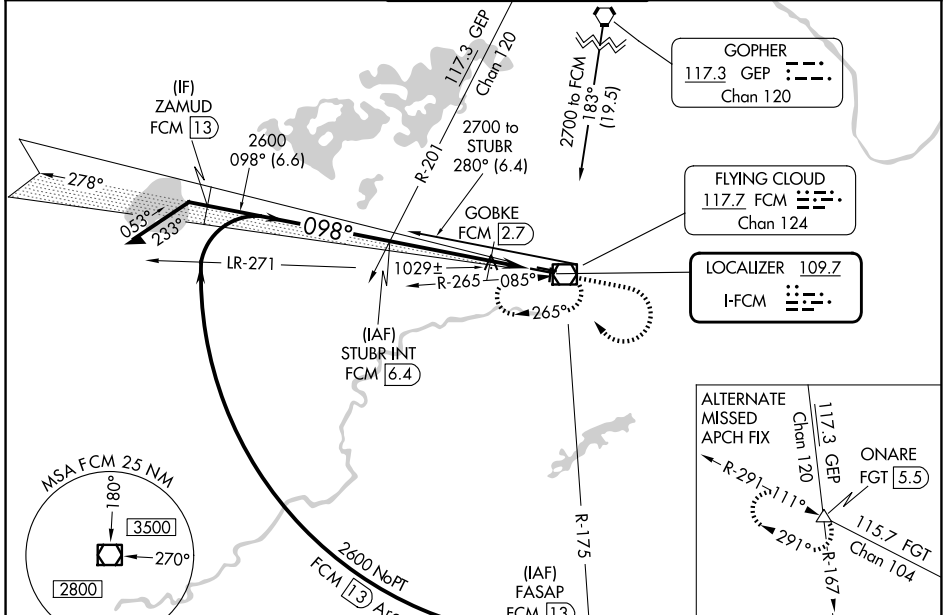 (IF)
ZAMUD
FCM 13
2600
098° (6.6)
278°
053°
233°
098°
117.3 GEP
Chan 120
R-201
2700 to
STUBR
280° (6.4)
2700 to FCM
183°
(19.5)
GOPHER
117.3 GEP
Chan 120
FLYING CLOUD
117.7 FCM
Chan 124
LOCALIZER 109.7
I-FCM
GOBKE
FCM 2.7
LR-271
1029±
R-265
085°
265°
(IAF)
STUBR INT
FCM 6.4
R-175
(IAF)
FASAP
FCM 13
2600 NoPT
FCM 13 Arc
MSA FCM 25 NM
180°
3500
270°
2800
ALTERNATE
MISSED
APCH FIX
117.3 GEP
Chan 120
ONARE
FGT 5.5
R-291
111°
291°
115.7 FGT
Chan 104
R-167